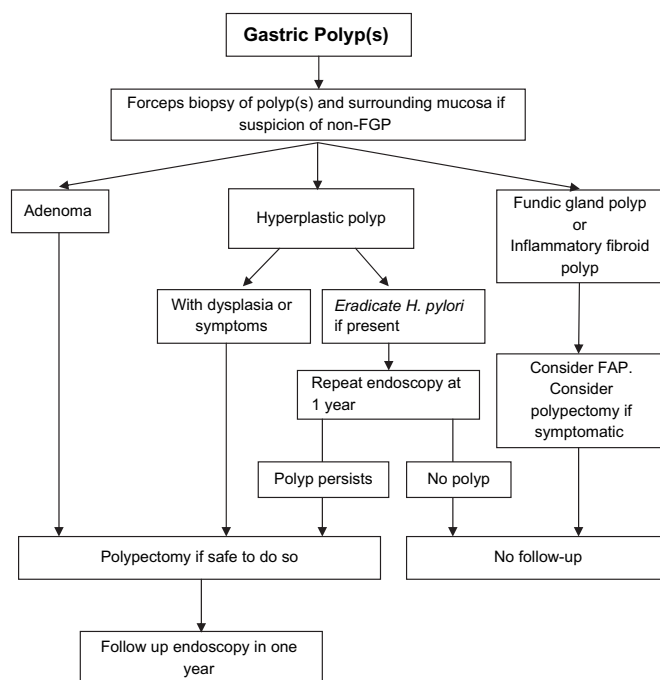 Gastric Polyp(s)
Forceps biopsy of polyp(s) and surrounding mucosa if
suspicion of non-FGP
Adenoma
Hyperplastic polyp
Fundic gland polyp
or
Inflammatory fibroid
polyp
With dysplasia or
symptoms
Eradicate H. pylori
if present
Repeat endoscopy at
1 year
Consider FAP.
Consider
polypectomy if
symptomatic
Polyp persists
No polyp
Polypectomy if safe to do so
No follow-up
Follow up endoscopy in one
year